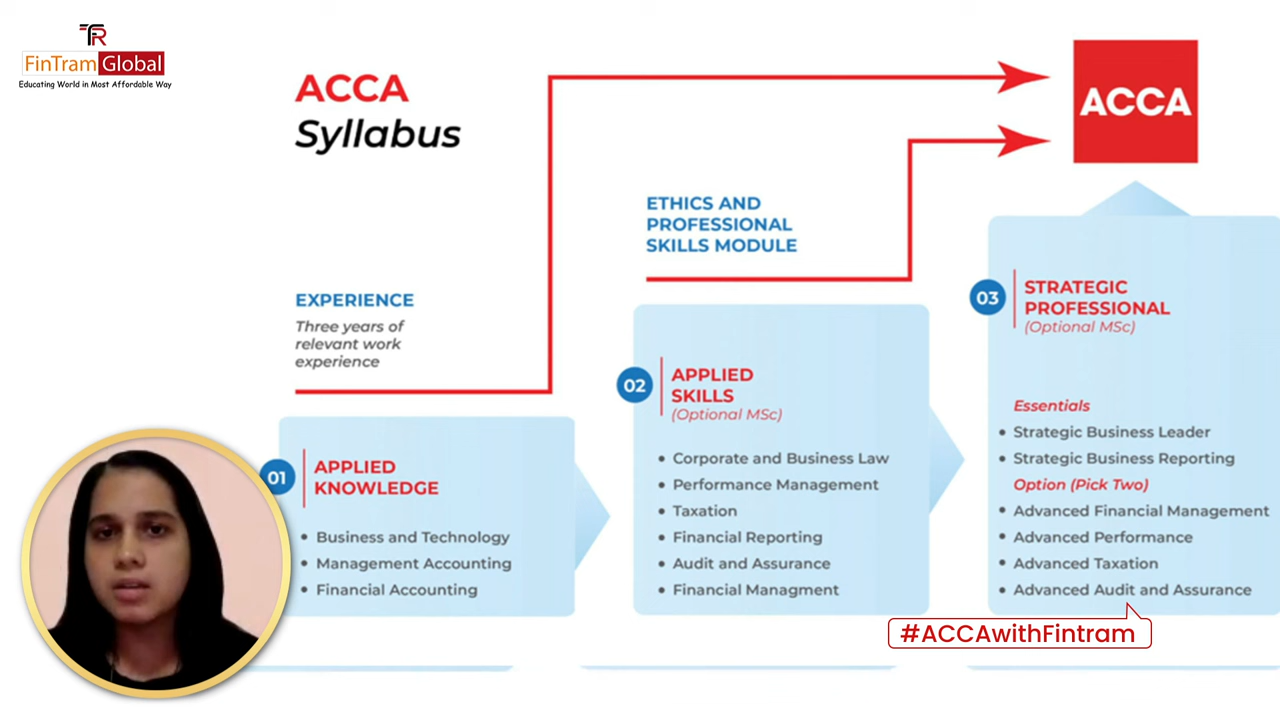 TFR
FinTram Global
Educating World in Most Affordable Way
ACCA
Syllabus
ACCA
ETHICS AND
PROFESSIONAL
SKILLS MODULE
EXPERIENCE
Three years of
relevant work
experience
01
APPLIED
KNOWLEDGE
Business and Technology
Management Accounting
Financial Accounting
02
APPLIED
SKILLS
(Optional MSc)
Corporate and Business Law
Performance Management
Taxation
Financial Reporting
Audit and Assurance
Financial Managment
03
STRATEGIC
PROFESSIONAL
(Optional MSc)
Essentials
Strategic Business Leader
Strategic Business Reporting
Option (Pick Two)
Advanced Financial Management
Advanced Performance
Advanced Taxation
Advanced Audit and Assurance
#ACCAwithFintram